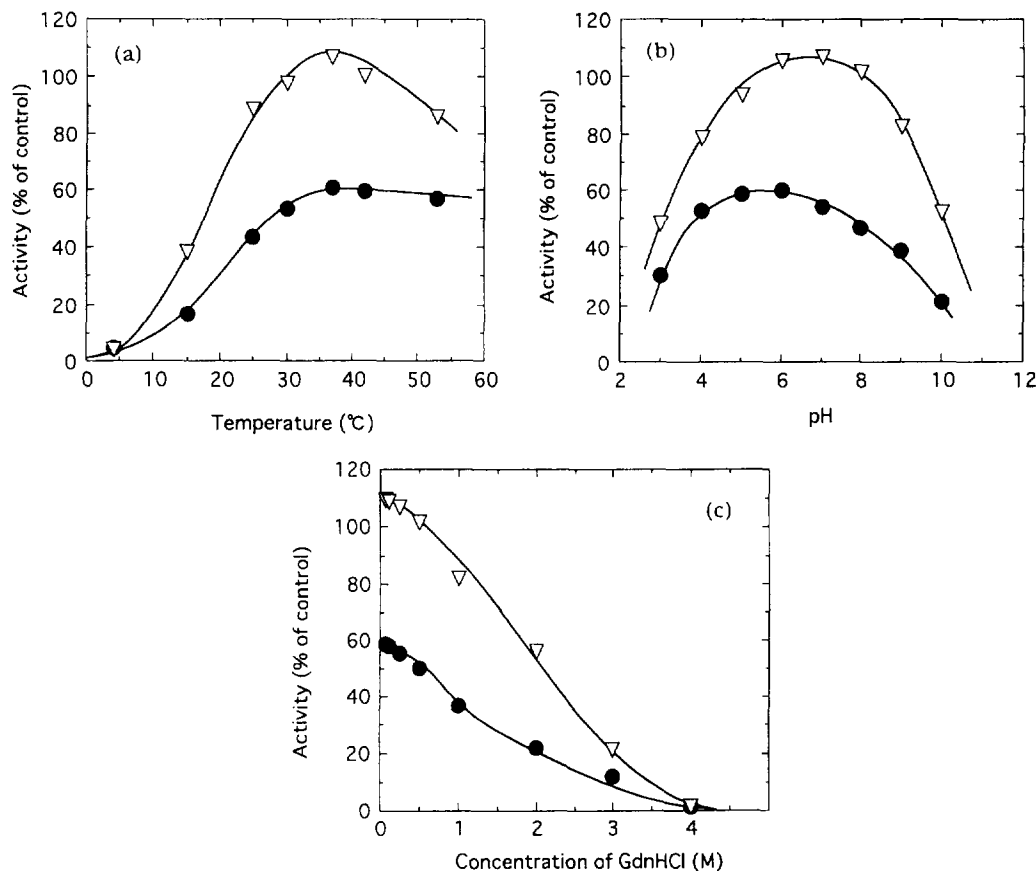 (a)
Activity (% of control)
120
100
80
60
40
20
0
0 10 20 30 40 50 60
Temperature (℃)
(b)
Activity (% of control)
120
100
80
60
40
20
0
2 4 6 8 10 12
pH
(c)
Activity (% of control)
120
100
80
60
40
20
0
0 1 2 3 4
Concentration of GdnHCl (M)